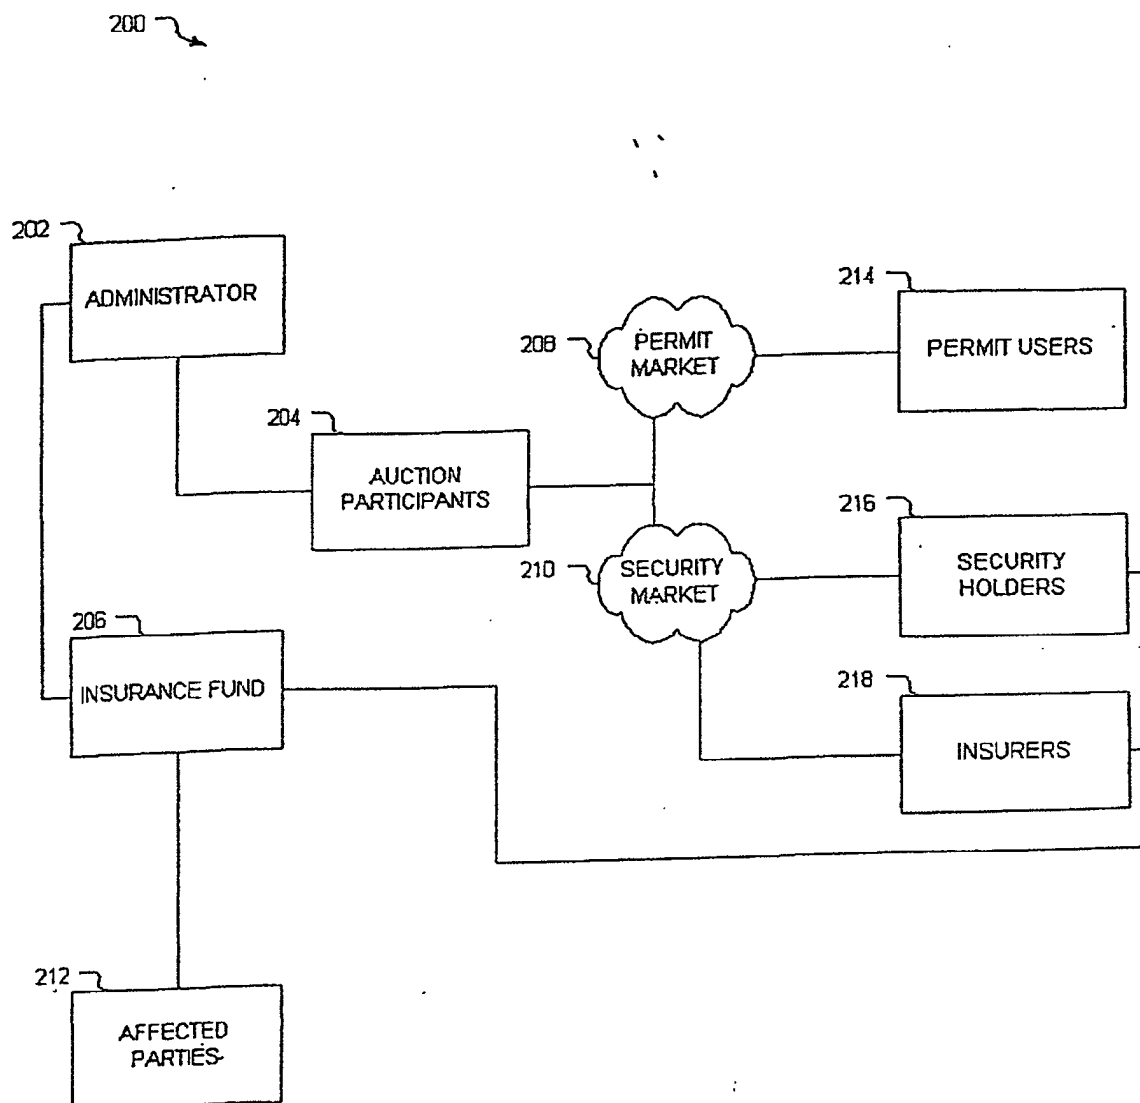 200
202
ADMINISTRATOR
214
208
PERMIT
MARKET
PERMIT USERS
204
AUCTION
PARTICIPANTS
216
210
SECURITY
MARKET
SECURITY
HOLDERS
206
INSURANCE FUND
218
INSURERS
212
AFFECTED
PARTIES